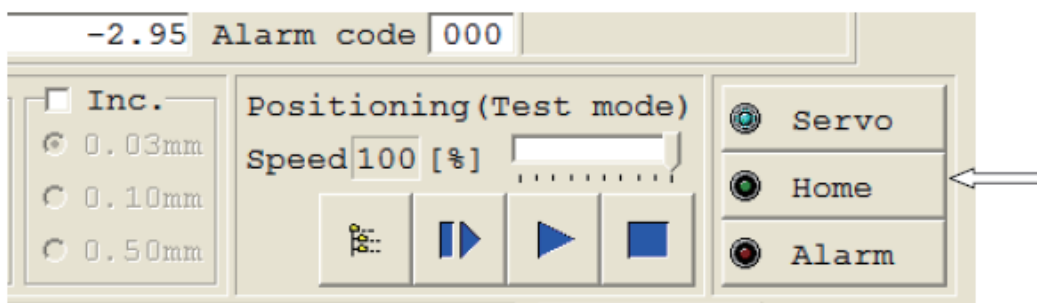 -2.95 Alarm code 000
Inc.
0.03mm
0.10mm
0.50mm
Positioning(Test mode)
Speed 100 [%]
Servo
Home
Alarm